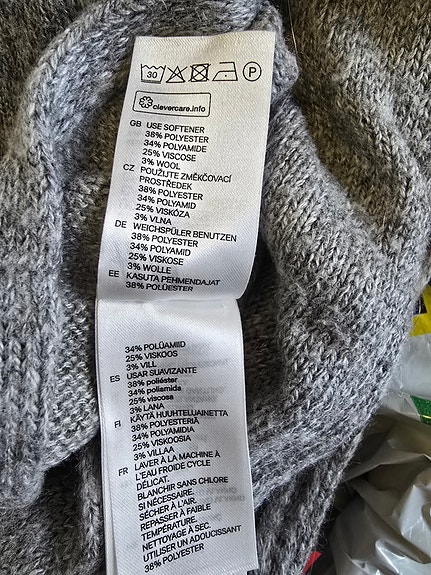 30 P
clevercare.info
GB USE SOFTENER
38% POLYESTER
34% POLYAMIDE
25% VISCOSE
3% WOOL
CZ POUŽIJTE ZMĚKČOVACÍ
PROSTŘEDEK
38% POLYESTER
34% POLYAMID
25% VISKÓZA
3% VLNA
DE WEICHSPÜLER BENUTZEN
38% POLYESTER
34% POLYAMID
25% VISKOSE
3% WOLLE
EE KASUTA PEHMENDAJAT
38% POLÜESTER
34% POLÜAMIID
25% VISKOOS
3% VILL
ES USAR SUAVIZANTE
38% poliéster
34% poliamida
25% viscosa
3% LANA
FI KÄYTÄ HUUHTELUAINETTA
38% POLYESTERIÄ
34% POLYAMIDIA
25% VISKOOSIA
3% VILLAA
FR LAVER À LA MACHINE À
L'EAU FROIDE CYCLE
DÉLICAT.
BLANCHIR SANS CHLORE
SI NÉCESSAIRE.
SÉCHER À L'AIR.
REPASSER À FAIBLE
TEMPÉRATURE.
NETTOYAGE À SEC.
UTILISER UN ADOUCISSANT
38% POLYESTER